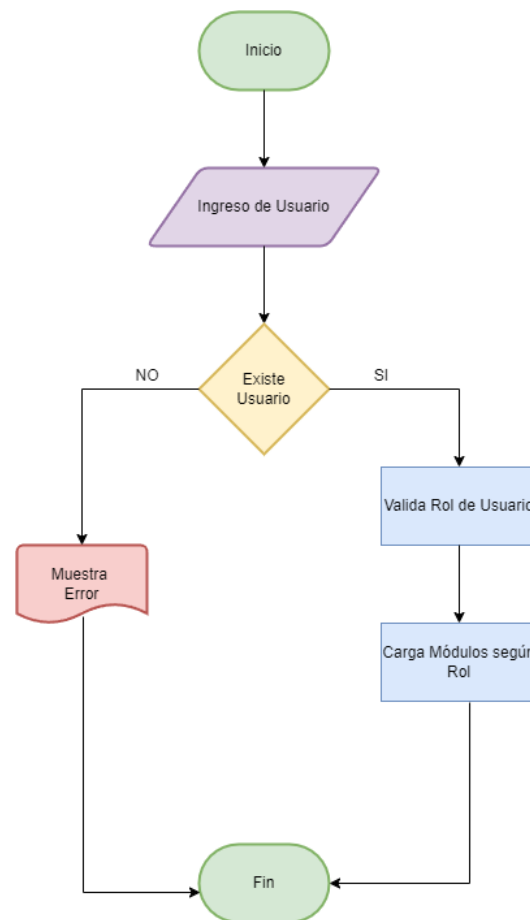 Inicio
Ingreso de Usuario
Existe
Usuario
NO
SI
Valida Rol de Usuario
Muestra
Error
Carga Módulos según
Rol
Fin